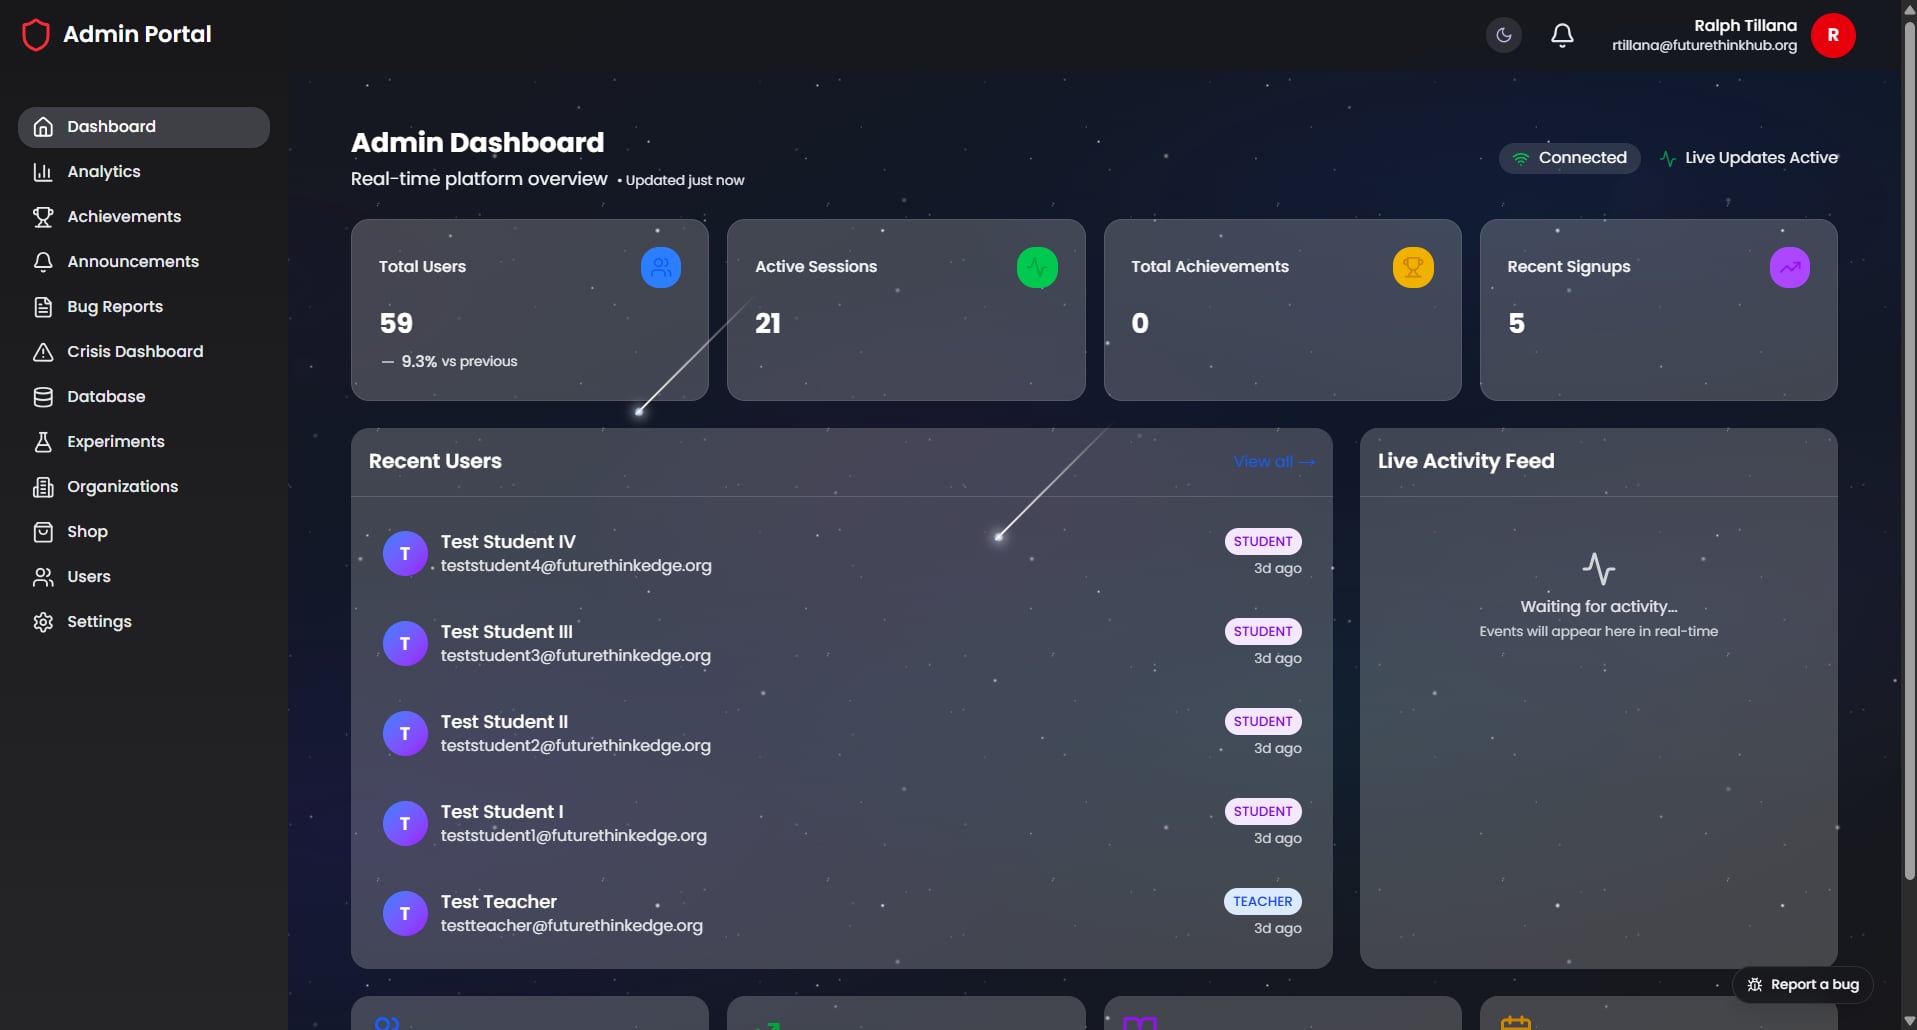 Admin Portal
Ralph Tillana
rtillana@futurethinkhub.org
R
Dashboard
Analytics
Achievements
Announcements
Bug Reports
Crisis Dashboard
Database
Experiments
Organizations
Shop
Users
Settings
Admin Dashboard
Real-time platform overview • Updated just now
Connected
Live Updates Active
Total Users
59
— 9.3% vs previous
Active Sessions
21
Total Achievements
0
Recent Signups
5
Recent Users
View all →
T
Test Student IV
teststudent4@futurethinkedge.org
STUDENT
3d ago
T
Test Student III
teststudent3@futurethinkedge.org
STUDENT
3d ago
T
Test Student II
teststudent2@futurethinkedge.org
STUDENT
3d ago
T
Test Student I
teststudent1@futurethinkedge.org
STUDENT
3d ago
T
Test Teacher
testteacher@futurethinkedge.org
TEACHER
3d ago
Live Activity Feed
Waiting for activity...
Events will appear here in real-time
Report a bug